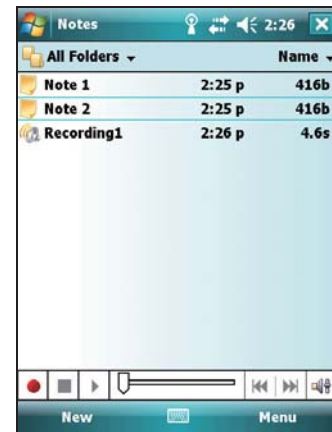 Notes 2:26
All Folders Name
Note 1 2:25 p 416b
Note 2 2:25 p 416b
Recording1 2:26 p 4.6s
New Menu